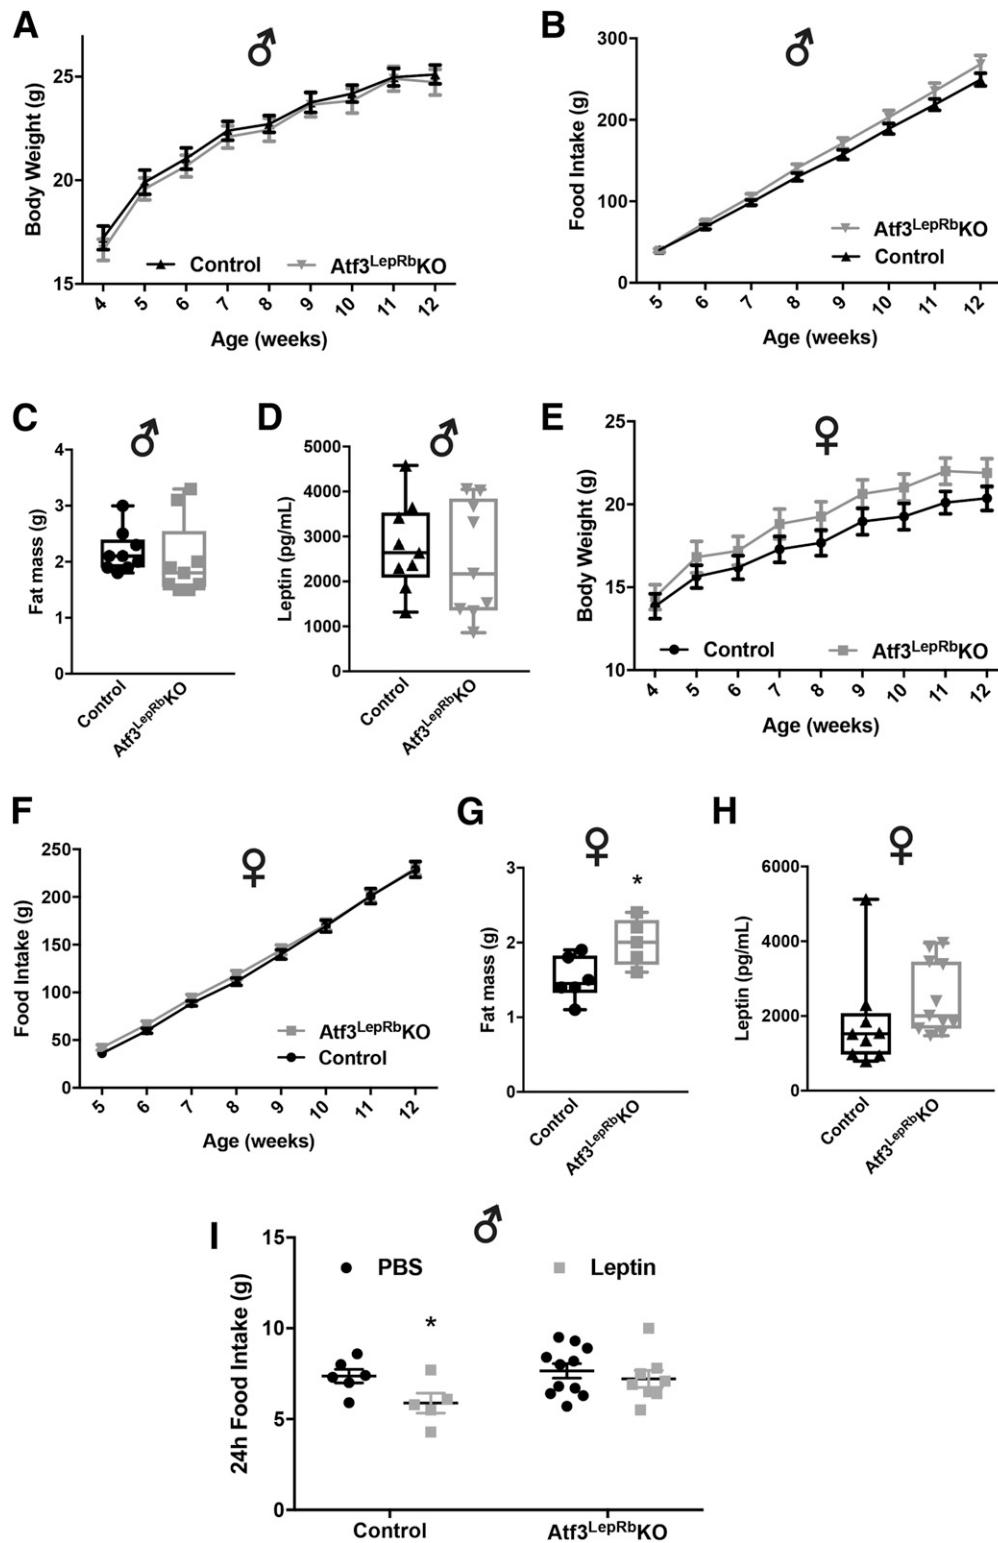 A
♂
Body Weight (g)
25
20
15
Control
Atf3LepRbKO
4 5 6 7 8 9 10 11 12
Age (weeks)
B
♂
Food Intake (g)
300
200
100
0
Atf3LepRbKO
Control
5 6 7 8 9 10 11 12
Age (weeks)
C
♂
Fat mass (g)
4
3
2
1
0
Control
Atf3LepRbKO
D
♂
Leptin (pg/mL)
5000
4000
3000
2000
1000
0
Control
Atf3LepRbKO
E
♀
Body Weight (g)
25
20
15
10
Control
Atf3LepRbKO
4 5 6 7 8 9 10 11 12
Age (weeks)
F
♀
Food Intake (g)
250
200
150
100
50
0
Atf3LepRbKO
Control
5 6 7 8 9 10 11 12
Age (weeks)
G
♀
*
Fat mass (g)
3
2
1
0
Control
Atf3LepRbKO
H
♀
Leptin (pg/mL)
6000
4000
2000
0
Control
Atf3LepRbKO
I
♂
24h Food Intake (g)
15
10
5
0
PBS
Leptin
*
Control
Atf3LepRbKO